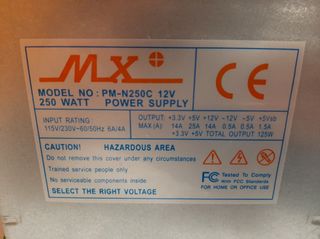 MX
CE
MODEL NO : PM-N250C 12V
250 WATT POWER SUPPLY
INPUT RATING
115V/230V~60/50Hz 6A/4A
OUTPUT: +3.3V +5V +12V -12V -5V +5Vsb
MAX.(A): 14A 25A 14A 0.5A 0.5A 1.5A
+3.3V +5V TOTAL OUTPUT 125W
CAUTION! HAZARDOUS AREA
Do not remove this cover under any circumstances
Trained service people only
No serviceable components inside
SELECT THE RIGHT VOLTAGE
FC Tested To Comply
With FCC Standards
FOR HOME OR OFFICE USE